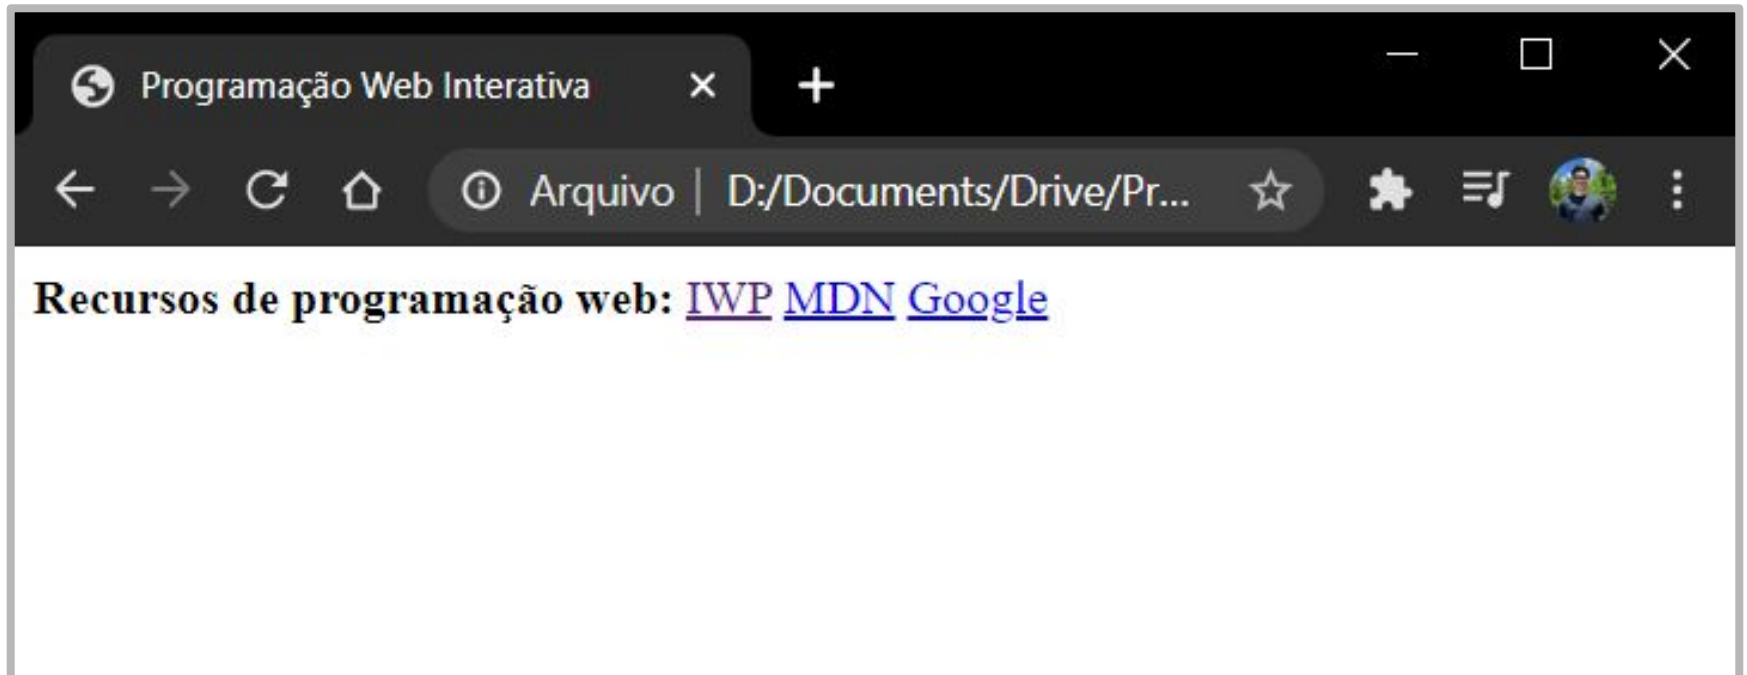 Programação Web Interativa
Arquivo | D:/Documents/Drive/Pr...
Recursos de programação web: IWP MDN Google